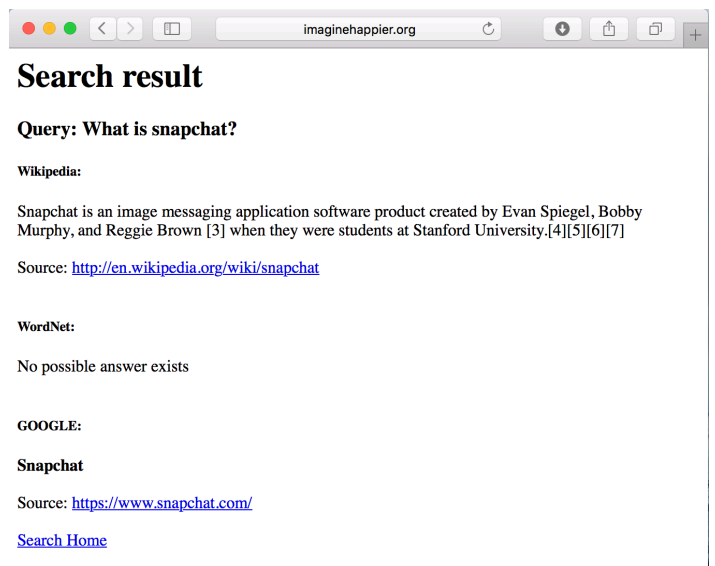 imaginehappier.org
Search result
Query: What is snapchat?
Wikipedia:
Snapchat is an image messaging application software product created by Evan Spiegel, Bobby
Murphy, and Reggie Brown [3] when they were students at Stanford University.[4][5][6][7]
Source: http://en.wikipedia.org/wiki/snapchat
WordNet:
No possible answer exists
GOOGLE:
Snapchat
Source: https://www.snapchat.com/
Search Home